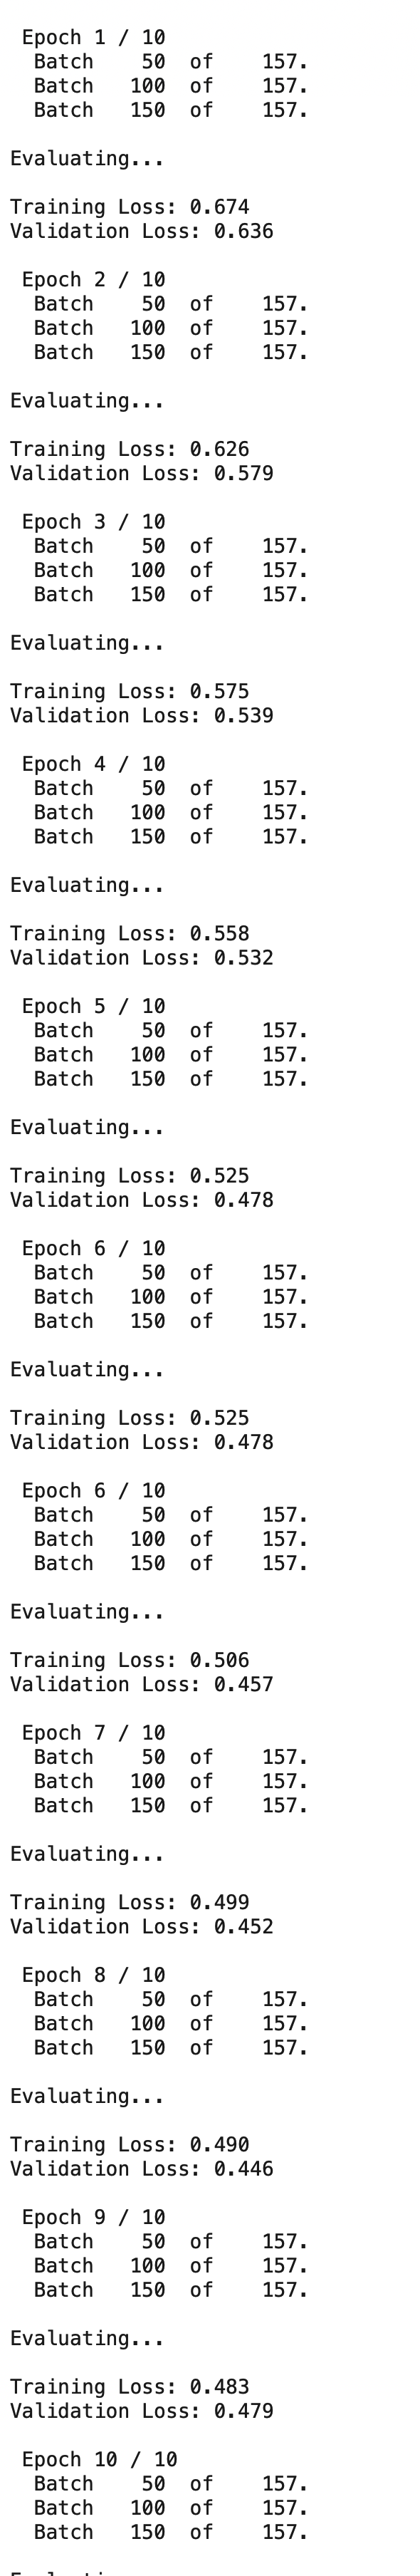 Epoch 1 / 10
Batch 50 of 157.
Batch 100 of 157.
Batch 150 of 157.
Evaluating...
Training Loss: 0.674
Validation Loss: 0.636
Epoch 2 / 10
Batch 50 of 157.
Batch 100 of 157.
Batch 150 of 157.
Evaluating...
Training Loss: 0.626
Validation Loss: 0.579
Epoch 3 / 10
Batch 50 of 157.
Batch 100 of 157.
Batch 150 of 157.
Evaluating...
Training Loss: 0.575
Validation Loss: 0.539
Epoch 4 / 10
Batch 50 of 157.
Batch 100 of 157.
Batch 150 of 157.
Evaluating...
Training Loss: 0.558
Validation Loss: 0.532
Epoch 5 / 10
Batch 50 of 157.
Batch 100 of 157.
Batch 150 of 157.
Evaluating...
Training Loss: 0.525
Validation Loss: 0.478
Epoch 6 / 10
Batch 50 of 157.
Batch 100 of 157.
Batch 150 of 157.
Evaluating...
Training Loss: 0.525
Validation Loss: 0.478
Epoch 6 / 10
Batch 50 of 157.
Batch 100 of 157.
Batch 150 of 157.
Evaluating...
Training Loss: 0.506
Validation Loss: 0.457
Epoch 7 / 10
Batch 50 of 157.
Batch 100 of 157.
Batch 150 of 157.
Evaluating...
Training Loss: 0.499
Validation Loss: 0.452
Epoch 8 / 10
Batch 50 of 157.
Batch 100 of 157.
Batch 150 of 157.
Evaluating...
Training Loss: 0.490
Validation Loss: 0.446
Epoch 9 / 10
Batch 50 of 157.
Batch 100 of 157.
Batch 150 of 157.
Evaluating...
Training Loss: 0.483
Validation Loss: 0.479
Epoch 10 / 10
Batch 50 of 157.
Batch 100 of 157.
Batch 150 of 157.